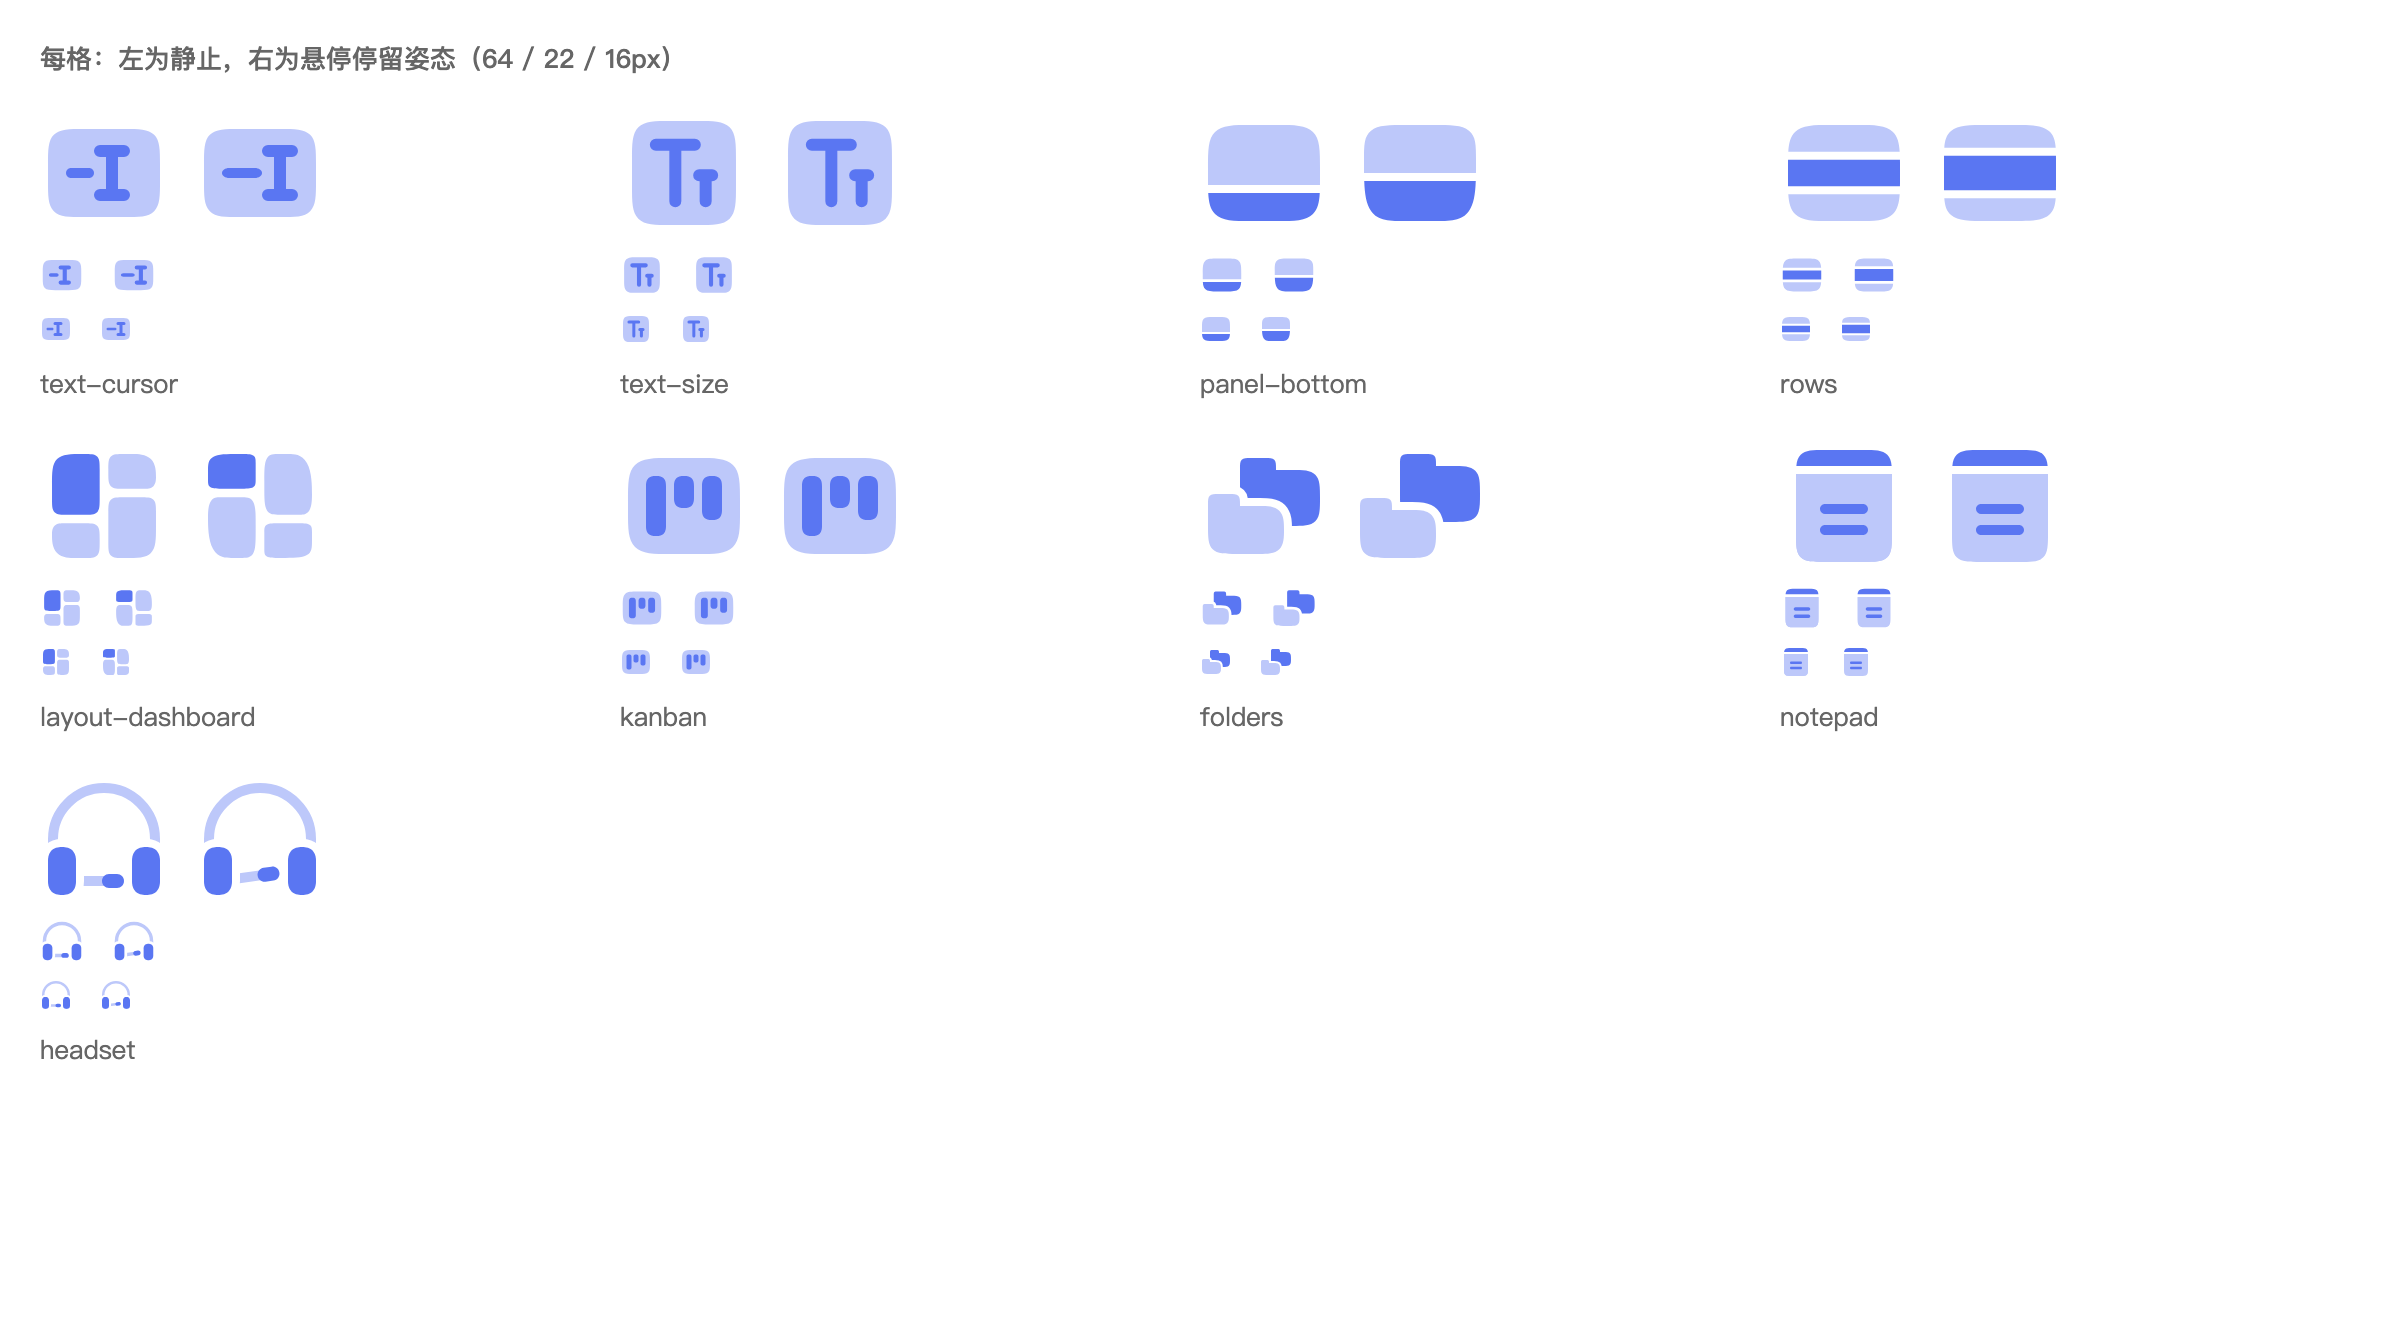 每格：左为静止，右为悬停停留姿态（64 / 22 / 16px）
text-cursor
text-size
panel-bottom
rows
layout-dashboard
kanban
folders
notepad
headset